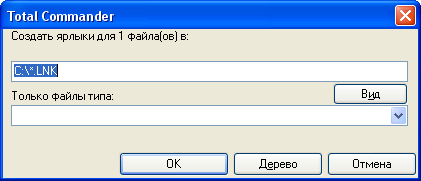 Total Commander
Создать ярлыки для 1 файла(ов) в:
C:\*.LNK
Вид
Только файлы типа:
OK
Дерево
Отмена